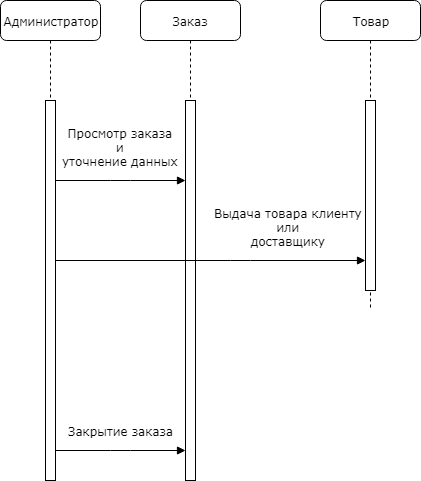 Администратор
Заказ
Товар
Просмотр заказа
и
уточнение данных
Выдача товара клиенту
или
доставщику
Закрытие заказа